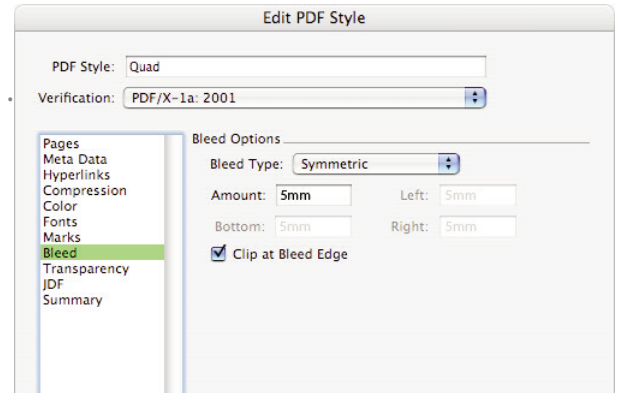 Edit PDF Style
PDF Style: Quad
Verification: PDF/X-1a: 2001
Pages
Meta Data
Hyperlinks
Compression
Color
Fonts
Marks
Bleed
Transparency
JDF
Summary
Bleed Options
Bleed Type: Symmetric
Amount: 5mm Left: 5mm
Bottom: 5mm Right: 5mm
Clip at Bleed Edge